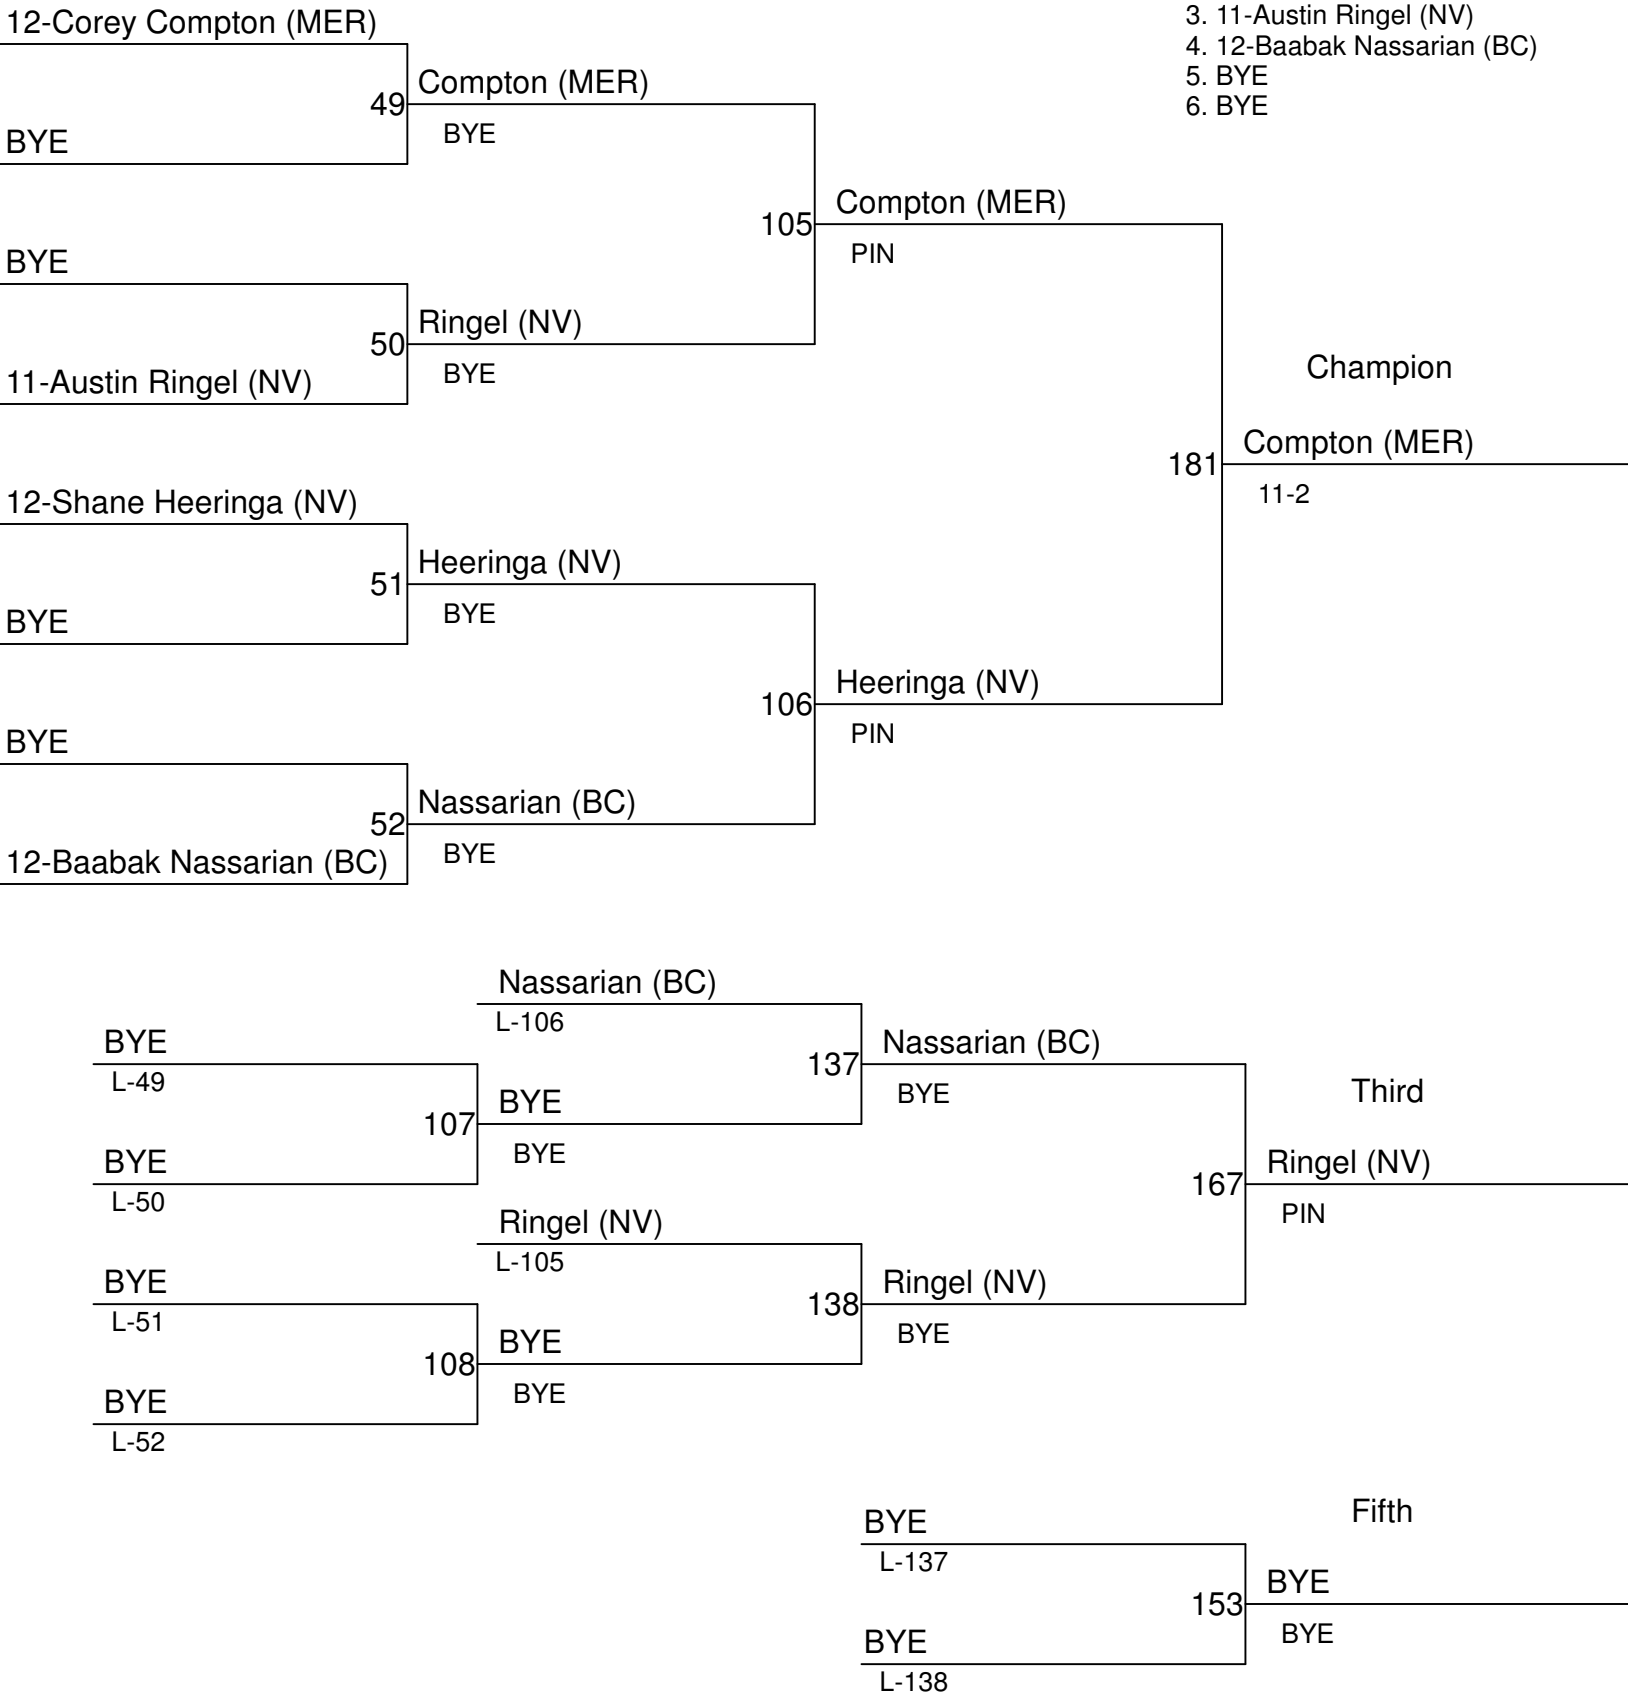 12-Corey Compton (MER)
3. 11-Austin Ringel (NV)
4. 12-Baabak Nassarian (BC)
5. BYE
6. BYE
49
Compton (MER)
BYE
BYE
105
Compton (MER)
PIN
BYE
50
Ringel (NV)
BYE
11-Austin Ringel (NV)
Champion
181
Compton (MER)
11-2
12-Shane Heeringa (NV)
51
Heeringa (NV)
BYE
BYE
106
Heeringa (NV)
PIN
BYE
52
Nassarian (BC)
BYE
12-Baabak Nassarian (BC)
Nassarian (BC)
L-106
BYE
L-49
137
Nassarian (BC)
BYE
107
BYE
BYE
Third
BYE
L-50
167
Ringel (NV)
PIN
Ringel (NV)
L-105
BYE
L-51
138
Ringel (NV)
BYE
108
BYE
BYE
BYE
L-52
Fifth
BYE
L-137
153
BYE
BYE
BYE
L-138